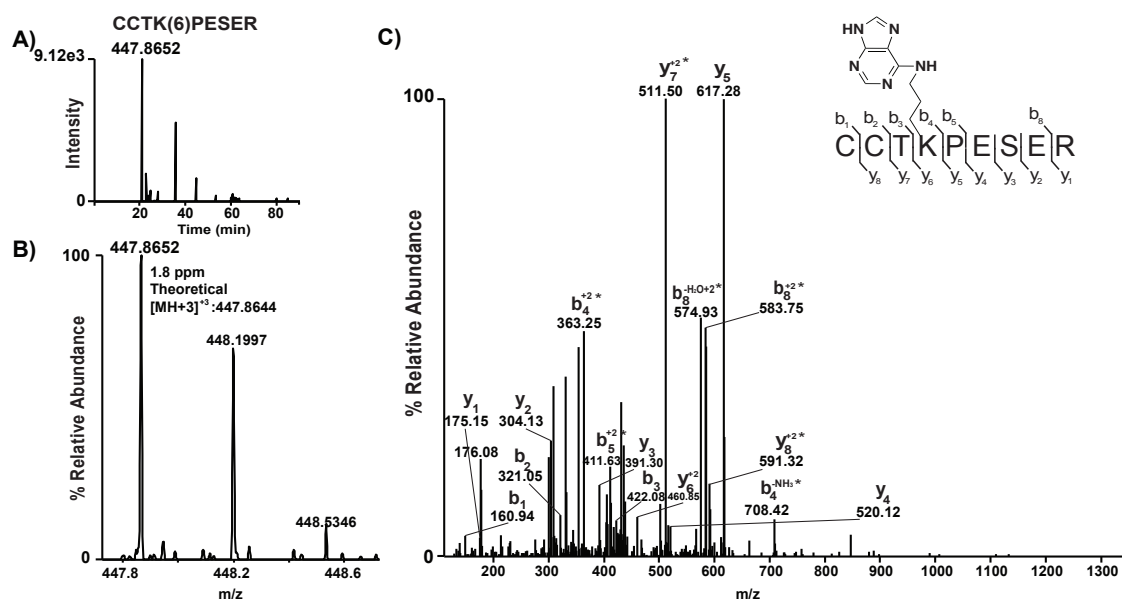 CCTK(6)PESER
A)
447.8652
9.12e3
Intensity
20 40 60 80
Time (min)
B)
447.8652
100
1.8 ppm
Theoretical
[MH+3]+3:447.8644
448.1997
448.5346
% Relative Abundance
0
447.8 448.2 448.6
m/z
C)
y7+2* y5
511.50 617.28
100
b8-H2O+2* b8+2*
574.93 583.75
b4+2*
363.25
y1 y2
175.15 304.13
176.08
b5+2* y3
411.63 391.30
y8+2*
591.32
b2
321.05
b3 y6+2
422.08 460.85
b4-NH3* y4
708.42 520.12
b1
160.94
% Relative Abundance
0
200 300 400 500 600 700 800 900 1000 1100 1200 1300
m/z
HN N
N N NH
b1 b2 b3 b4 b5 b8
CCTKPESER
y8 y7 y6 y5 y4 y3 y2 y1